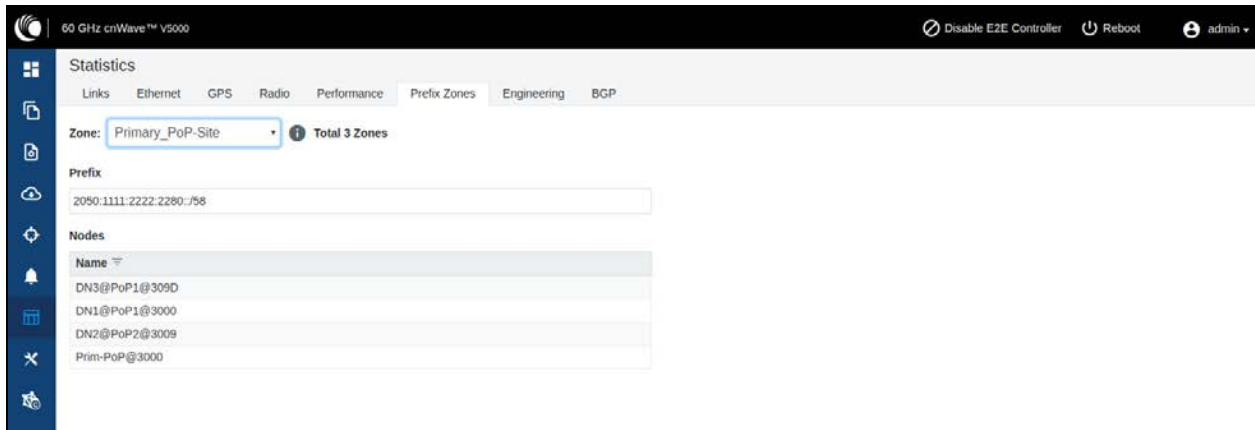 60 GHz cnWave™ V5000 Disable E2E Controller Reboot admin
Statistics
Links Ethernet GPS Radio Performance Prefix Zones Engineering BGP
Zone: Primary_PoP-Site Total 3 Zones
Prefix
2050:1111:2222:2280::/58
Nodes
Name
DN3@PoP1@309D
DN1@PoP1@3000
DN2@PoP2@3009
Prim-PoP@3000